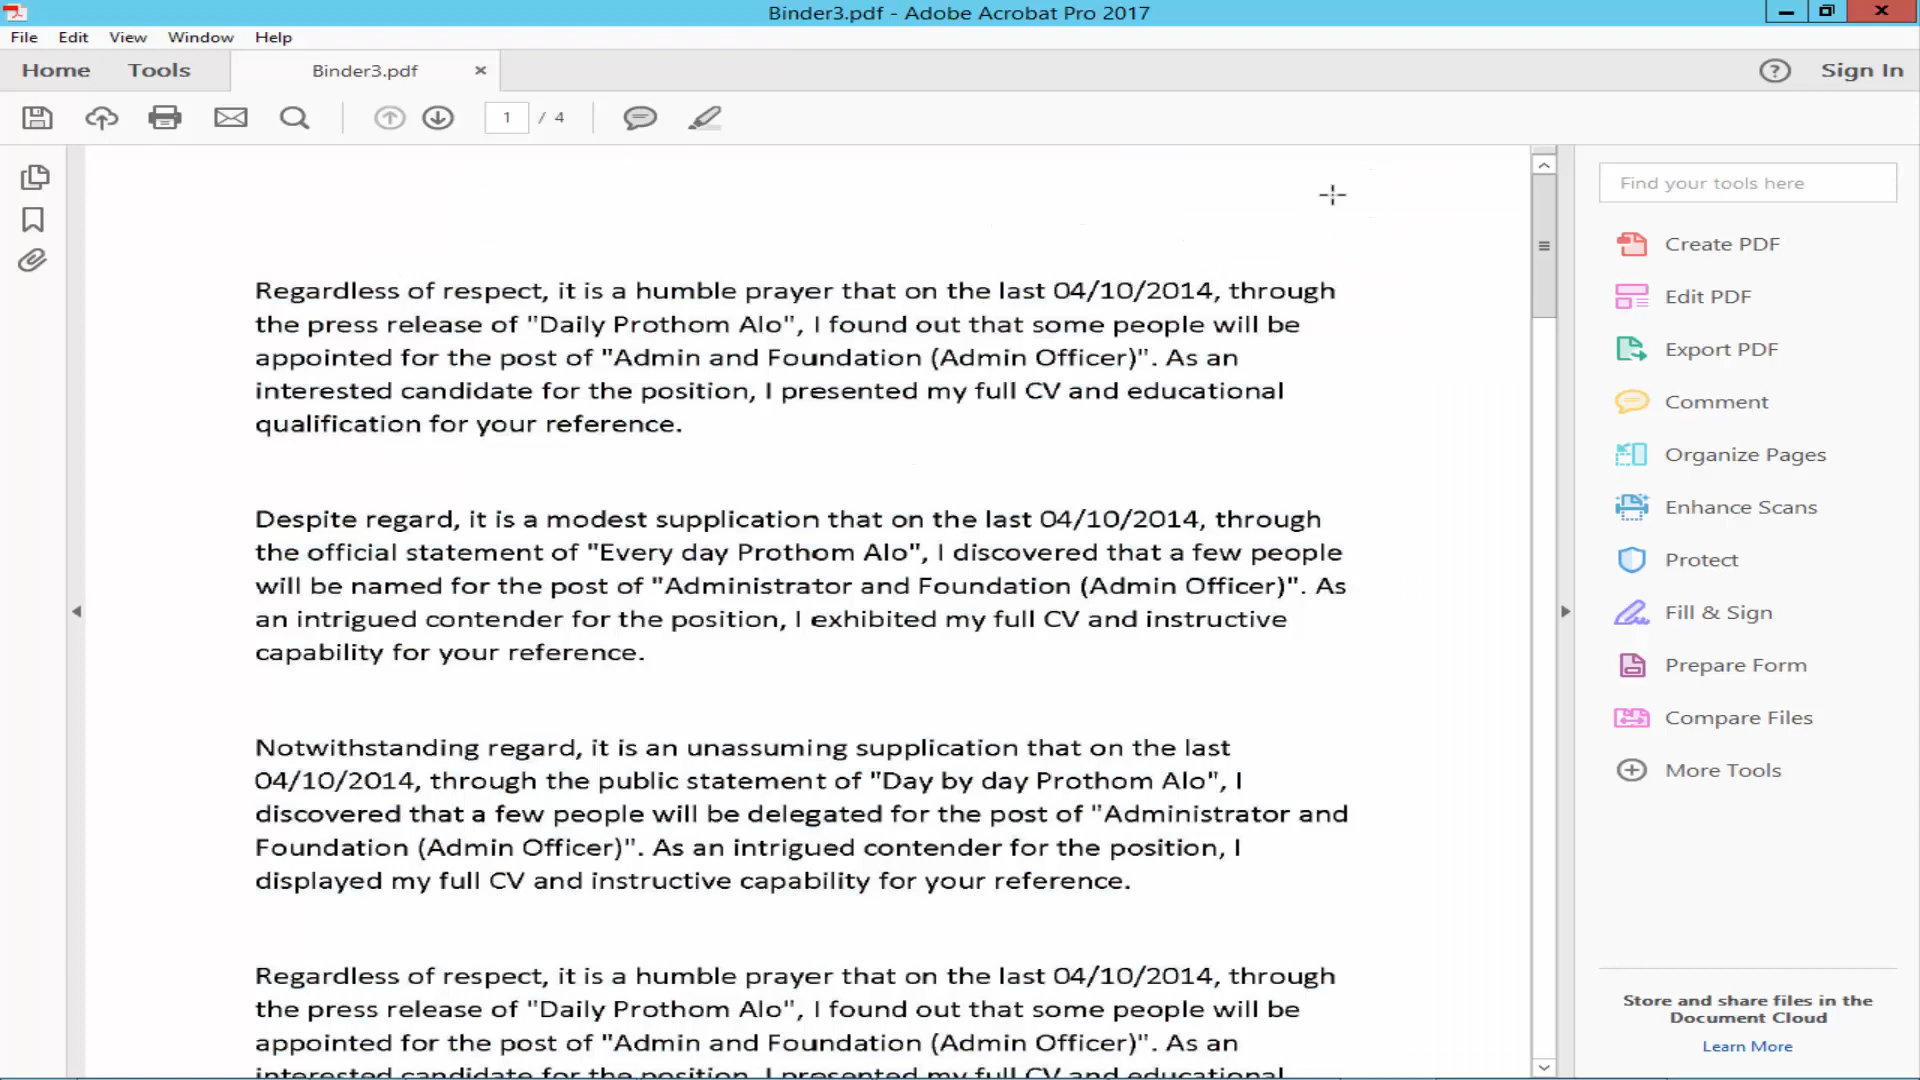 Binder3.pdf - Adobe Acrobat Pro 2017
File Edit View Window Help
Home Tools Binder3.pdf × ? Sign In
1 / 4
Find your tools here
Create PDF
Edit PDF
Export PDF
Comment
Organize Pages
Enhance Scans
Protect
Fill & Sign
Prepare Form
Compare Files
More Tools
Store and share files in the
Document Cloud
Learn More
Regardless of respect, it is a humble prayer that on the last 04/10/2014, through
the press release of "Daily Prothom Alo", I found out that some people will be
appointed for the post of "Admin and Foundation (Admin Officer)". As an
interested candidate for the position, I presented my full CV and educational
qualification for your reference.
Despite regard, it is a modest supplication that on the last 04/10/2014, through
the official statement of "Every day Prothom Alo", I discovered that a few people
will be named for the post of "Administrator and Foundation (Admin Officer)". As
an intrigued contender for the position, I exhibited my full CV and instructive
capability for your reference.
Notwithstanding regard, it is an unassuming supplication that on the last
04/10/2014, through the public statement of "Day by day Prothom Alo", I
discovered that a few people will be delegated for the post of "Administrator and
Foundation (Admin Officer)". As an intrigued contender for the position, I
displayed my full CV and instructive capability for your reference.
Regardless of respect, it is a humble prayer that on the last 04/10/2014, through
the press release of "Daily Prothom Alo", I found out that some people will be
appointed for the post of "Admin and Foundation (Admin Officer)". As an
interested candidate for the position, I presented my full CV and educational